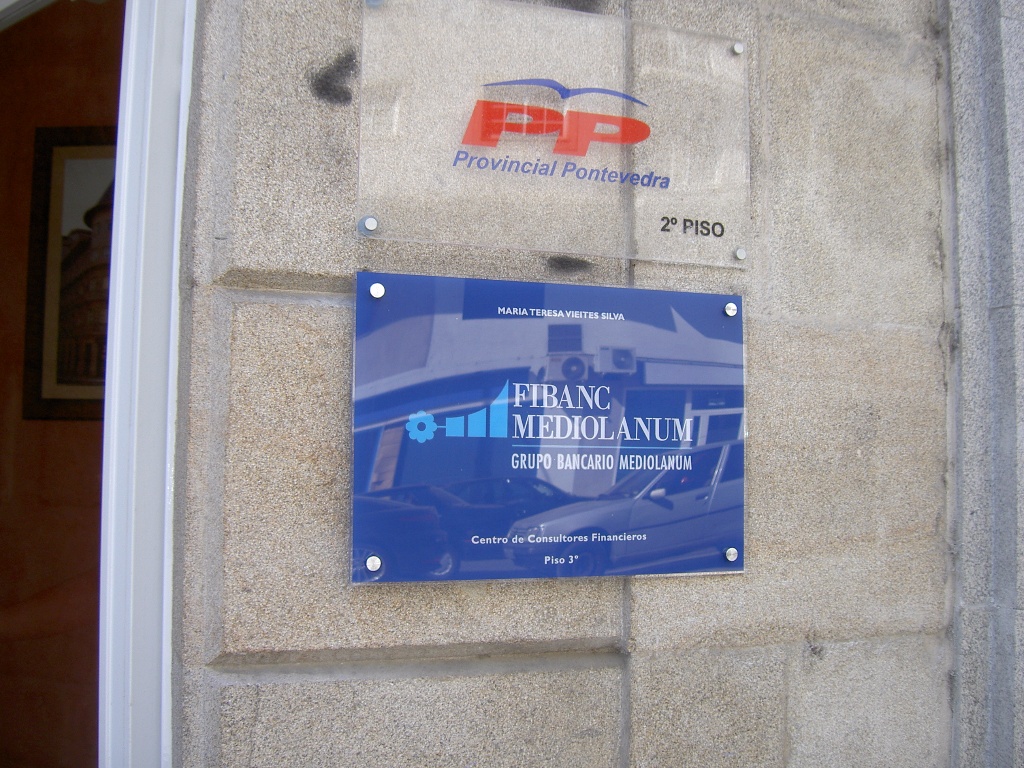 PP
Provincial Pontevedra
2º PISO
MARIA TERESA VIEITES SILVA
FIBANC
MEDIOLANUM
GRUPO BANCARIO MEDIOLANUM
Centro de Consultores Financieros
Piso 3º